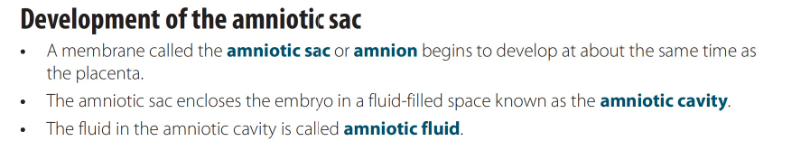 Development of the amniotic sac
• A membrane called the amniotic sac or amnion begins to develop at about the same time as
the placenta.
• The amniotic sac encloses the embryo in a fluid-filled space known as the amniotic cavity.
• The fluid in the amniotic cavity is called amniotic fluid.